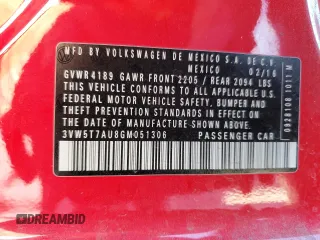 MFD BY VOLKSWAGEN DE MEXICO S.A. DE C.V.
MEXICO 02/16
GVWR 4189 GAWR FRONT 2205 / REAR 2094 LBS
THIS VEHICLE CONFORMS TO ALL APPLICABLE U.S.
FEDERAL MOTOR VEHICLE SAFETY, BUMPER AND
THEFT PREVENTION STANDARDS IN EFFECT ON THE
DATE OF MANUFACTURE SHOWN ABOVE.
3VW5T7AU8GM051306 PASSENGER CAR
0928108 1011 M
DREAMBID